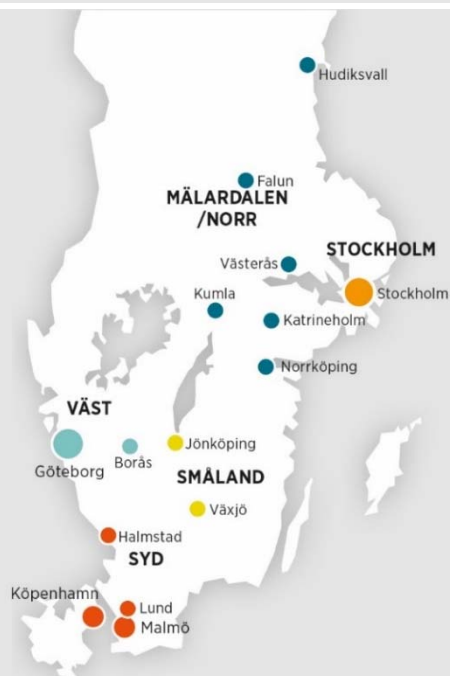 Hudiksvall
Falun
MÄLARDALEN
/NORR
STOCKHOLM
Västerås
Stockholm
Kumla
Katrineholm
Norrköping
VÄST
Jönköping
Göteborg
Borås
SMÅLAND
Växjö
Halmstad
SYD
Köpenhamn
Lund
Malmö